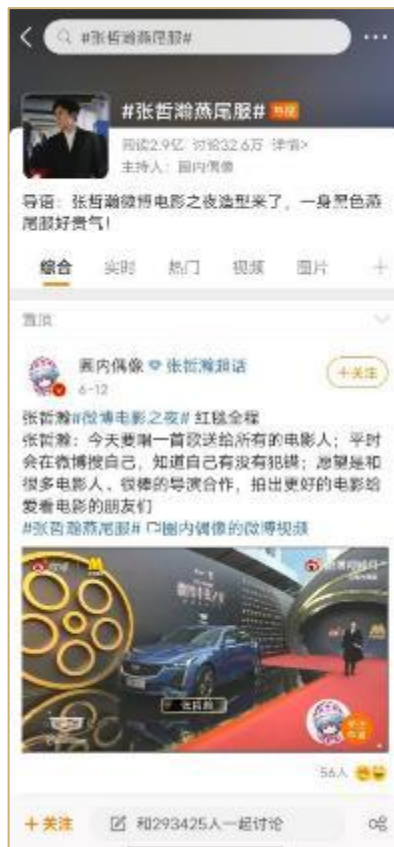 #张哲瀚燕尾服#
#张哲瀚燕尾服# 热搜
阅读2.9亿 讨论32.6万 详情>
主持人：圈内偶像
导语：张哲瀚微博电影之夜造型来了，一身黑色燕
尾服好贵气！
综合 实时 热门 视频 图片
置顶
圈内偶像 张哲瀚超话
6-12
+关注
张哲瀚#微博电影之夜# 红毯全程
张哲瀚：今天要唱一首歌送给所有的电影人；平时
会在微博搜自己，知道自己有没有犯错；愿望是和
很多电影人、很棒的导演合作，拍出更好的电影给
爱看电影的朋友们
#张哲瀚燕尾服# 圈内偶像的微博视频
张哲瀚
56人
+关注 和293425人一起讨论